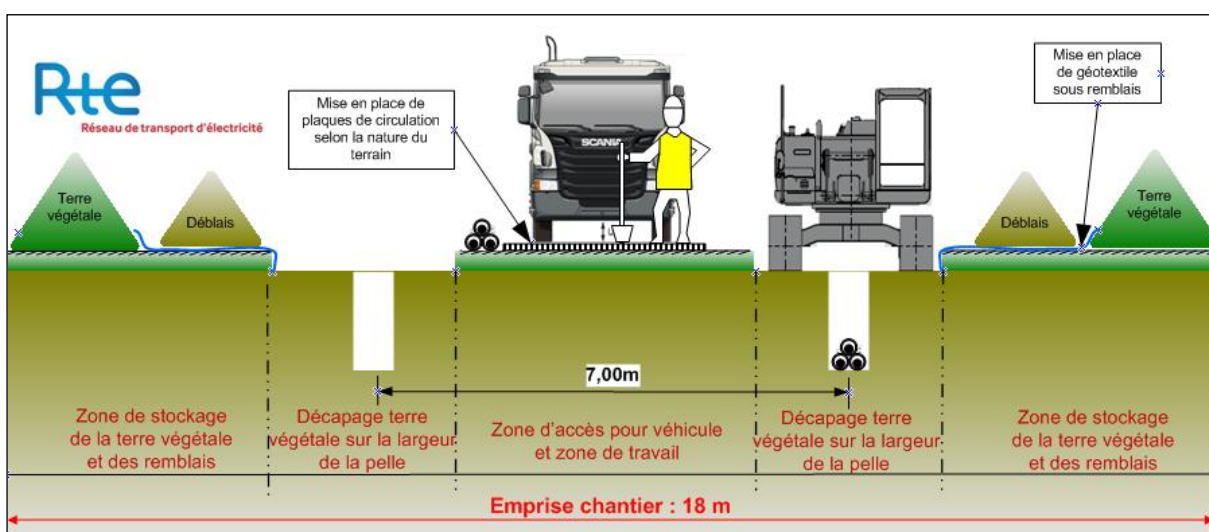 Rte
Réseau de transport d'électricité
Mise en place de
plaques de circulation
selon la nature du
terrain
SCANIA
Mise en place
de géotextile
sous remblais
Terre
végétale
Déblais
Déblais
Terre
végétale
7,00m
Zone de stockage
de la terre végétale
et des remblais
Décapage terre
végétale sur la largeur
de la pelle
Zone d'accès pour véhicule
et zone de travail
Décapage terre
végétale sur la largeur
de la pelle
Zone de stockage
de la terre végétale
et des remblais
Emprise chantier : 18 m